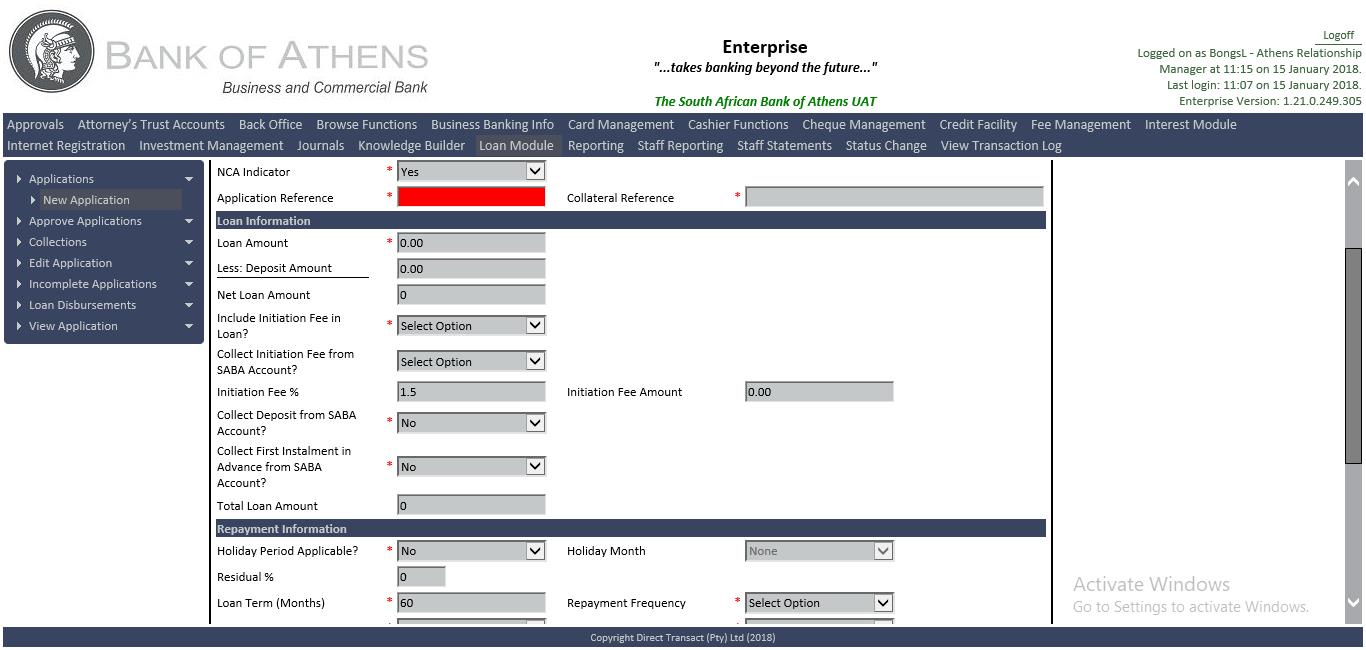 BANK OF ATHENS
Business and Commercial Bank
Enterprise
"...takes banking beyond the future..."
The South African Bank of Athens UAT
Logoff
Logged on as BongsL - Athens Relationship
Manager at 11:15 on 15 January 2018.
Last login: 11:07 on 15 January 2018.
Enterprise Version: 1.21.0.249.305
Approvals Attorney's Trust Accounts Back Office Browse Functions Business Banking Info Card Management Cashier Functions Cheque Management Credit Facility Fee Management Interest Module
Internet Registration Investment Management Journals Knowledge Builder Loan Module Reporting Staff Reporting Staff Statements Status Change View Transaction Log
Applications
New Application
Approve Applications
Collections
Edit Application
Incomplete Applications
Loan Disbursements
View Application
NCA Indicator * Yes
Application Reference * Collateral Reference *
Loan Information
Loan Amount * 0.00
Less: Deposit Amount 0.00
Net Loan Amount 0
Include Initiation Fee in
Loan? * Select Option
Collect Initiation Fee from
SABA Account? Select Option
Initiation Fee % 1.5 Initiation Fee Amount 0.00
Collect Deposit from SABA
Account? * No
Collect First Instalment in
Advance from SABA * No
Account?
Total Loan Amount 0
Repayment Information
Holiday Period Applicable? * No Holiday Month None
Residual % 0
Loan Term (Months) * 60 Repayment Frequency * Select Option
Activate Windows
Go to Settings to activate Windows.
Copyright Direct Transact (Pty) Ltd (2018)